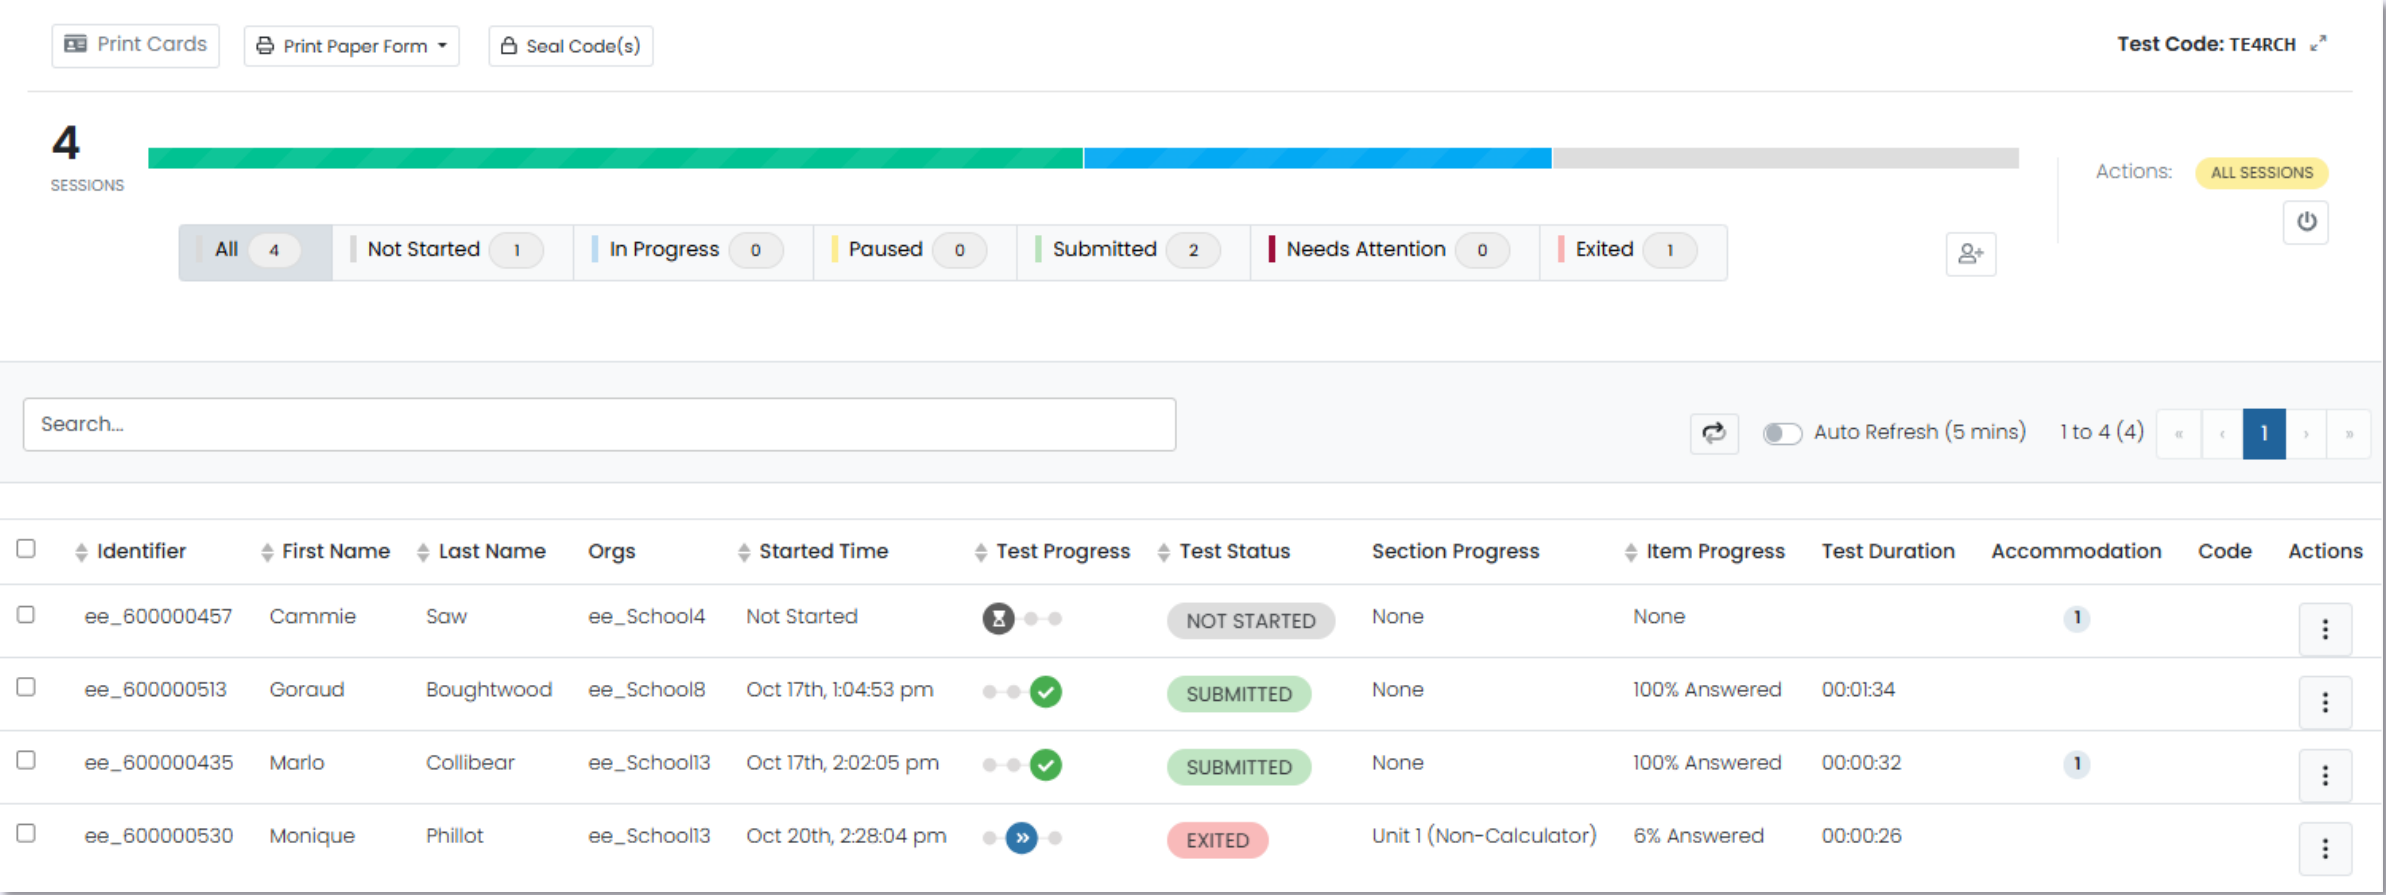 Print Cards Print Paper Form Seal Code(s) Test Code: TE4RCH
4
SESSIONS
Actions: ALL SESSIONS
All 4 Not Started 1 In Progress 0 Paused 0 Submitted 2 Needs Attention 0 Exited 1
Search...
Auto Refresh (5 mins) 1 to 4 (4) « ‹ 1 › »
Identifier First Name Last Name Orgs Started Time Test Progress Test Status Section Progress Item Progress Test Duration Accommodation Code Actions
ee_600000457 Cammie Saw ee_School4 Not Started NOT STARTED None None 1
ee_600000513 Goraud Boughtwood ee_School8 Oct 17th, 1:04:53 pm SUBMITTED None 100% Answered 00:01:34
ee_600000435 Marlo Collibear ee_School13 Oct 17th, 2:02:05 pm SUBMITTED None 100% Answered 00:00:32 1
ee_600000530 Monique Phillot ee_School13 Oct 20th, 2:28:04 pm EXITED Unit 1 (Non-Calculator) 6% Answered 00:00:26